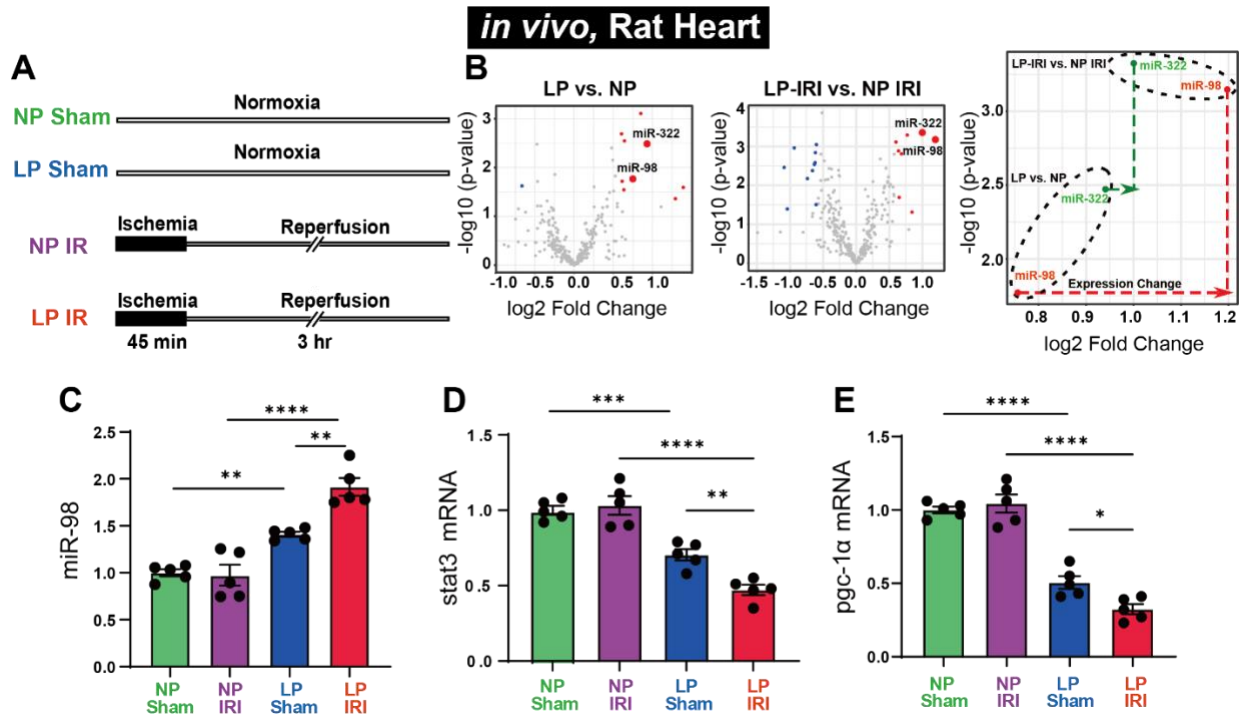 in vivo, Rat Heart
A
NP Sham
Normoxia
LP Sham
Normoxia
NP IR
Ischemia
Reperfusion
LP IR
Ischemia
Reperfusion
45 min
3 hr
B
LP vs. NP
-log10 (p-value)
3
2
1
0
miR-322
miR-98
-1.0
-0.5
0.0
0.5
1.0
log2 Fold Change
LP-IRI vs. NP IRI
-log10 (p-value)
4
3
2
1
0
miR-322
miR-98
-1.5
-1.0
-0.5
0.0
0.5
1.0
log2 Fold Change
-log10 (p-value)
3.0
2.5
2.0
LP-IRI vs. NP IRI
miR-322
miR-98
LP vs. NP
miR-322
miR-98
Expression Change
0.8
0.9
1.0
1.1
1.2
log2 Fold Change
C
miR-98
2.5
2.0
1.5
1.0
0.5
0.0
****
**
**
NP Sham
NP IRI
LP Sham
LP IRI
D
stat3 mRNA
1.5
1.0
0.5
0.0
***
****
**
NP Sham
NP IRI
LP Sham
LP IRI
E
pgc-1α mRNA
1.5
1.0
0.5
0.0
****
****
*
NP Sham
NP IRI
LP Sham
LP IRI